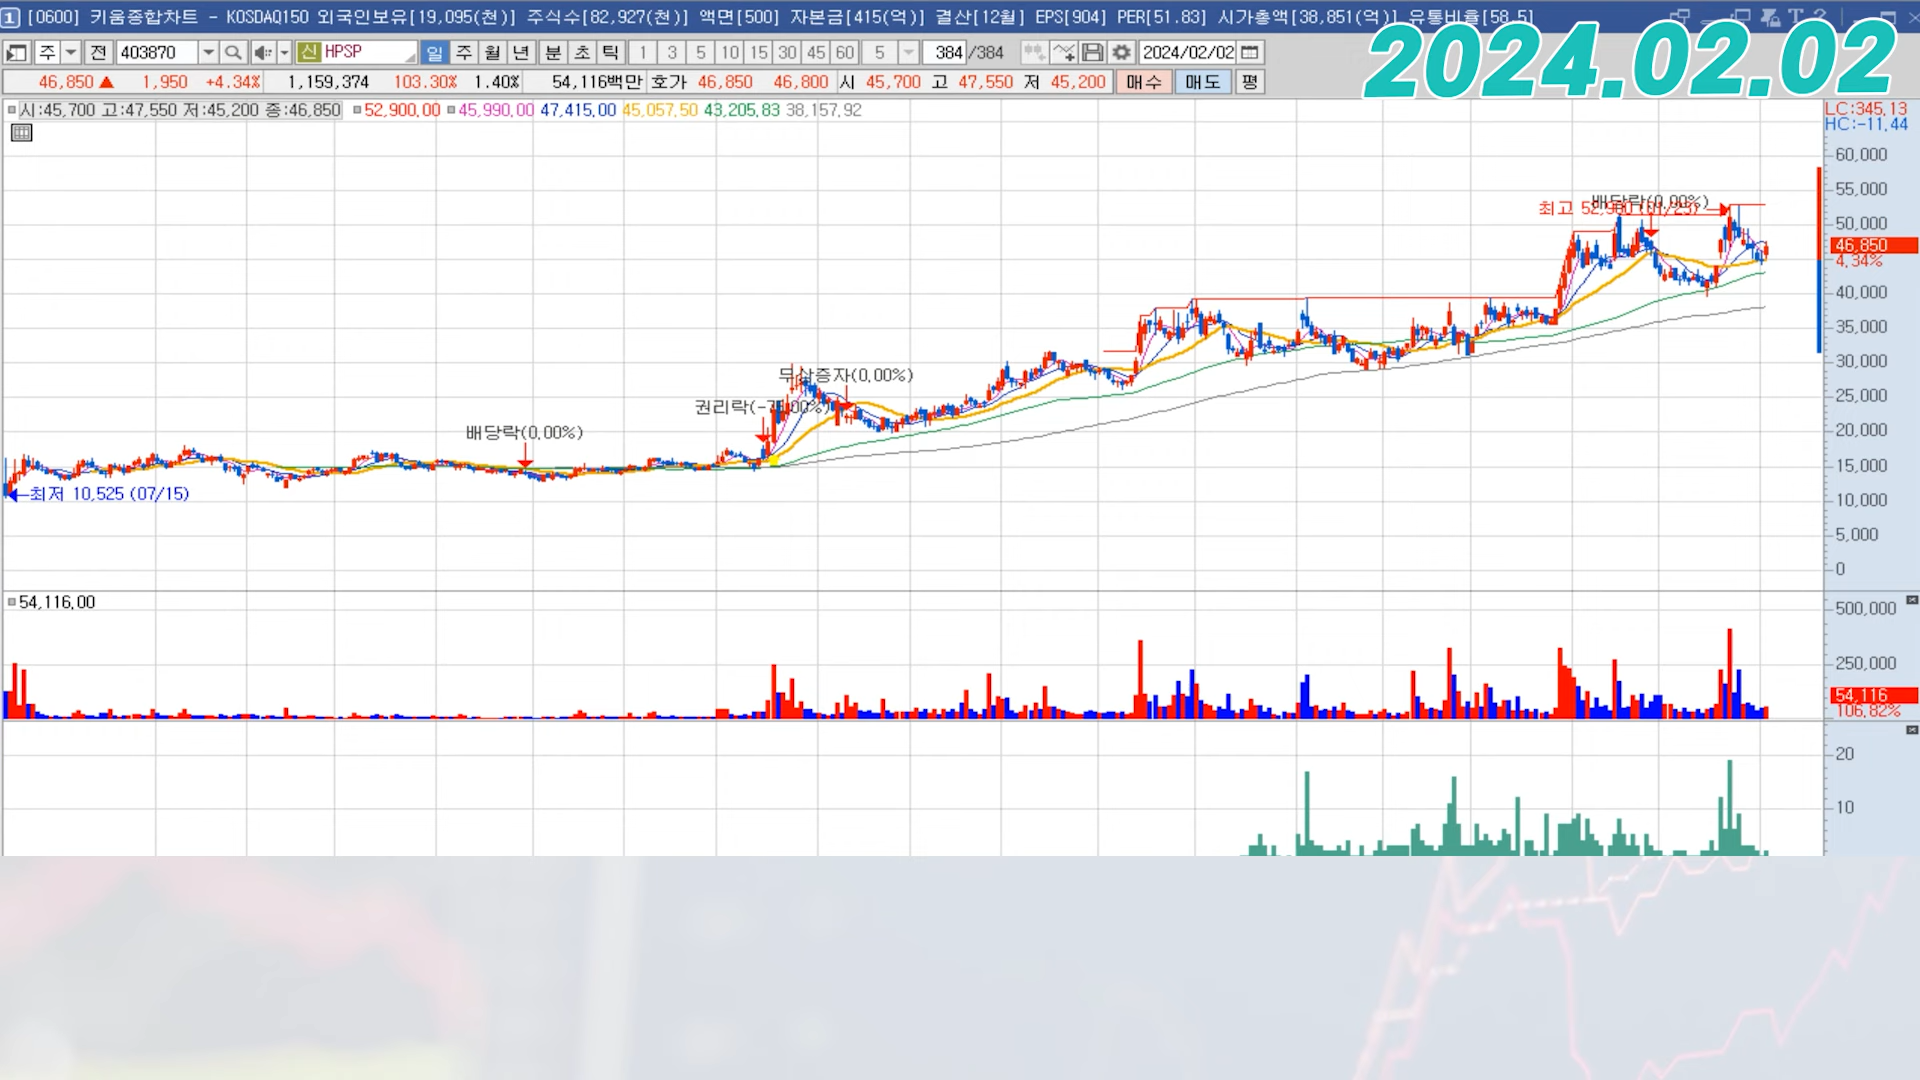 1 [0600] 키움종합차트 - KOSDAQ150 외국인보유[19,095(천)] 주식수[82,927(천)] 액면[500] 자본금[415(억)] 결산[12월] EPS[904] PER[51.83] 시가총액[38,851(억)] 유통비율[58.5]
2024.02.02
주 전 403870 신 HPSP 일 주 월 년 분 초 틱 1 3 5 10 15 30 45 60 5 384 /384 2024/02/02
46,850 ▲ 1,950 +4.34% 1,159,374 103.30% 1.40% 54,116백만 호가 46,850 46,800 시 45,700 고 47,550 저 45,200 매수 매도 평
시:45,700 고:47,550 저:45,200 종:46,850 52,900.00 45,990.00 47,415.00 45,057.50 43,205.83 38,157.92
LC:345.13
HC:-11.44
60,000
55,000
배당락(0.00%)
최고
50,000
46,850
4.34%
40,000
35,000
30,000
무상증자(0.00%)
25,000
권리락
배당락(0.00%)
20,000
15,000
최저 10,525 (07/15)
10,000
5,000
0
54,116.00
500,000
250,000
54,116
106.82%
20
10